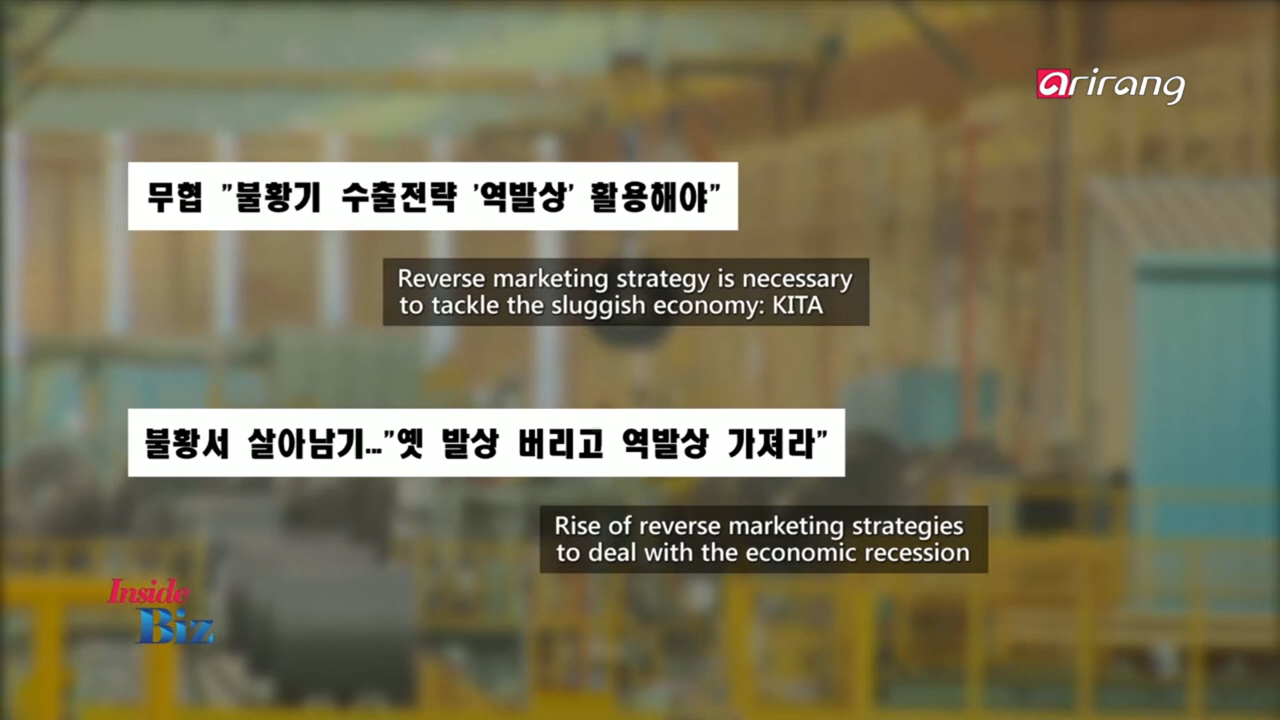 arirang
무협 "불황기 수출전략 '역발상' 활용해야"
Reverse marketing strategy is necessary
to tackle the sluggish economy: KITA
불황서 살아남기..."옛 발상 버리고 역발상 가져라"
Rise of reverse marketing strategies
to deal with the economic recession
Inside
Biz